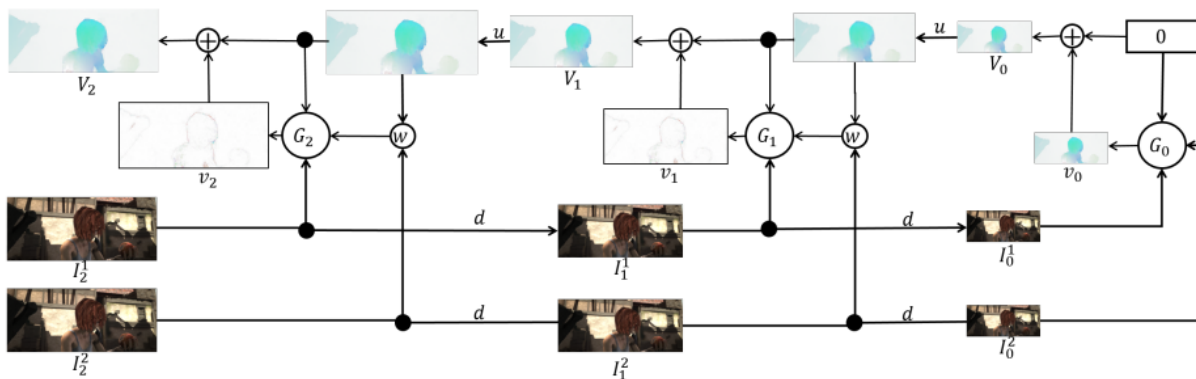 u
u
0
V_2
V_1
V_0
G_2
w
G_1
w
G_0
v_2
v_1
v_0
d
d
I_2^1
I_1^1
I_0^1
d
d
I_2^2
I_1^2
I_0^2